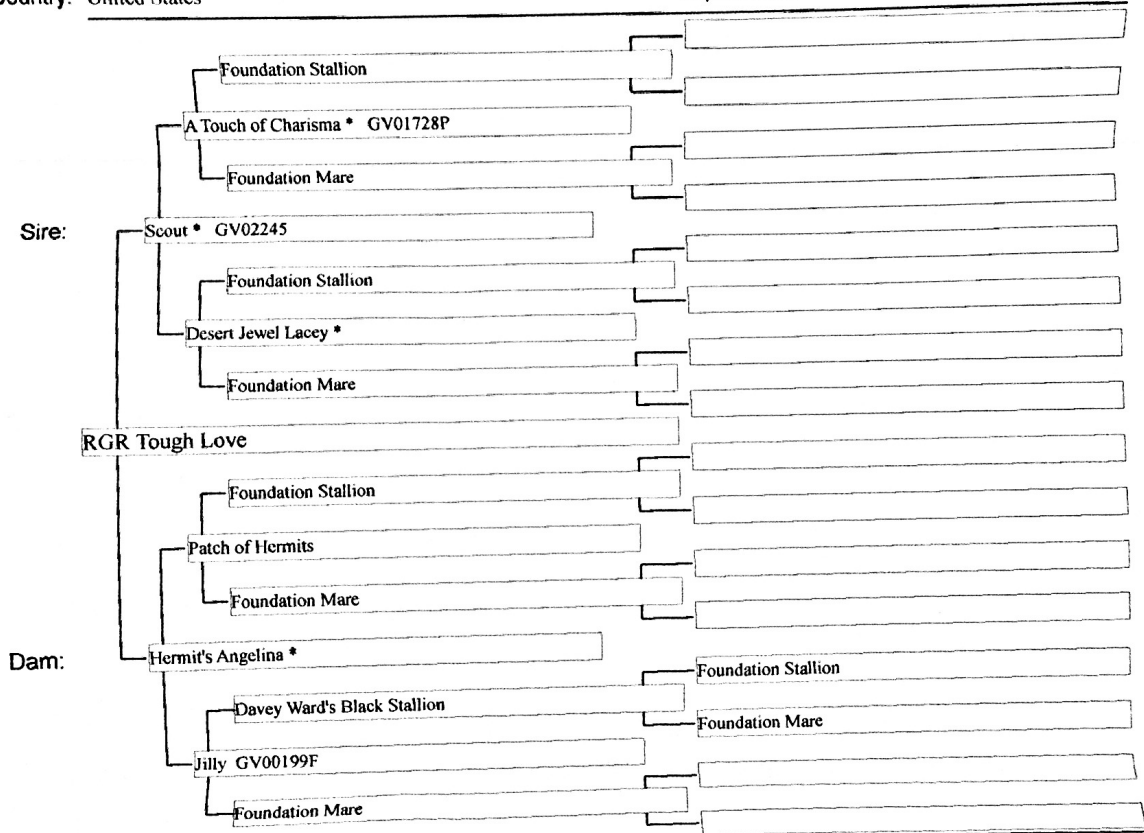 Country: United States
Foundation Stallion
A Touch of Charisma * GV01728P
Foundation Mare
Sire:
Scout * GV02245
Foundation Stallion
Desert Jewel Lacey *
Foundation Mare
RGR Tough Love
Foundation Stallion
Patch of Hermits
Foundation Mare
Dam:
Hermit's Angelina *
Foundation Stallion
Davey Ward's Black Stallion
Foundation Mare
Jilly GV00199F
Foundation Mare